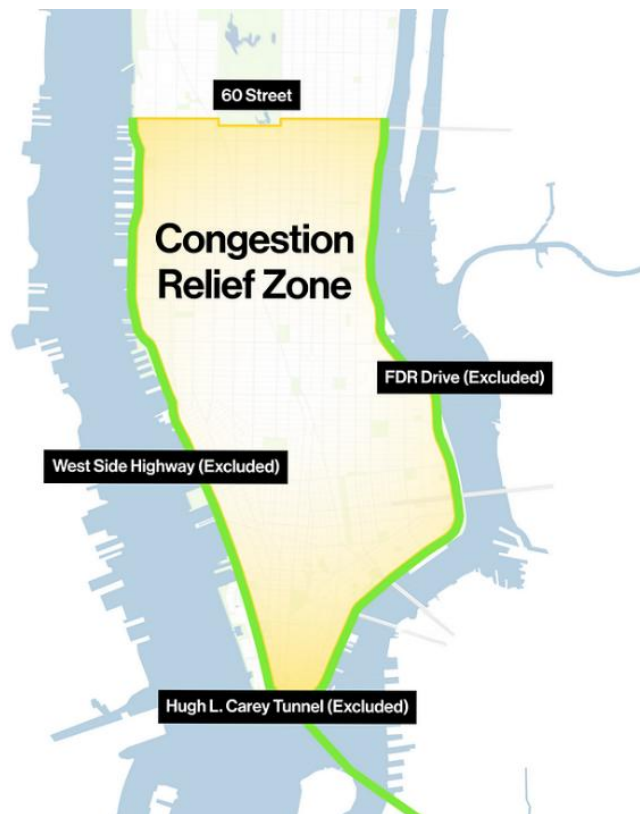 60 Street
Congestion
Relief Zone
FDR Drive (Excluded)
West Side Highway (Excluded)
Hugh L. Carey Tunnel (Excluded)